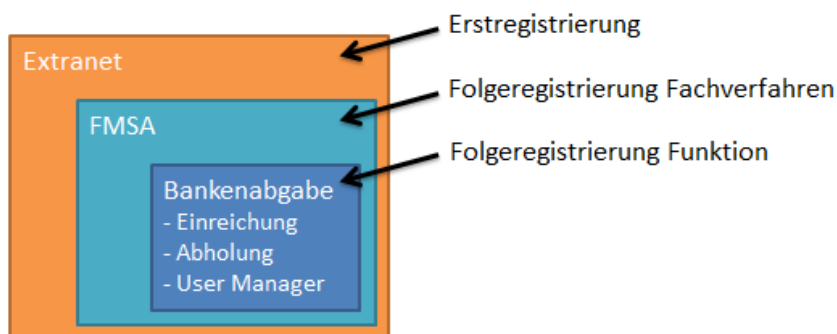 Erstregistrierung
Extranet
Folgeregistrierung Fachverfahren
FMSA
Folgeregistrierung Funktion
Bankenabgabe
- Einreichung
- Abholung
- User Manager